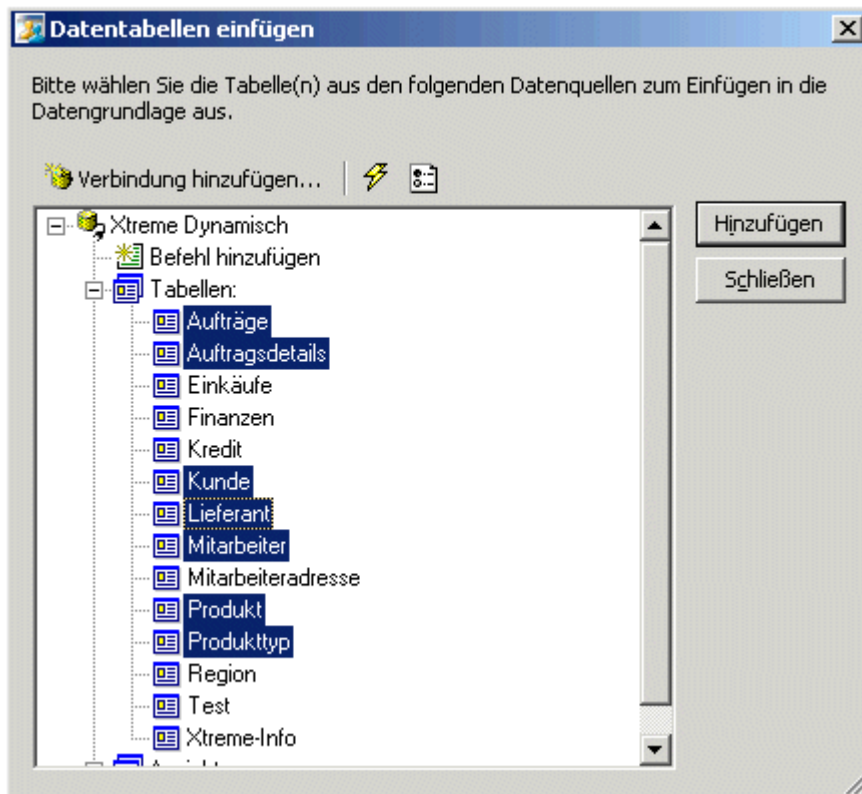 Datentabellen einfügen
Bitte wählen Sie die Tabelle(n) aus den folgenden Datenquellen zum Einfügen in die
Datengrundlage aus.
Verbindung hinzufügen...
Xtreme Dynamisch
Hinzufügen
Befehl hinzufügen
Schließen
Tabellen:
Aufträge
Auftragsdetails
Einkäufe
Finanzen
Kredit
Kunde
Lieferant
Mitarbeiter
Mitarbeiteradresse
Produkt
Produkttyp
Region
Test
Xtreme-Info